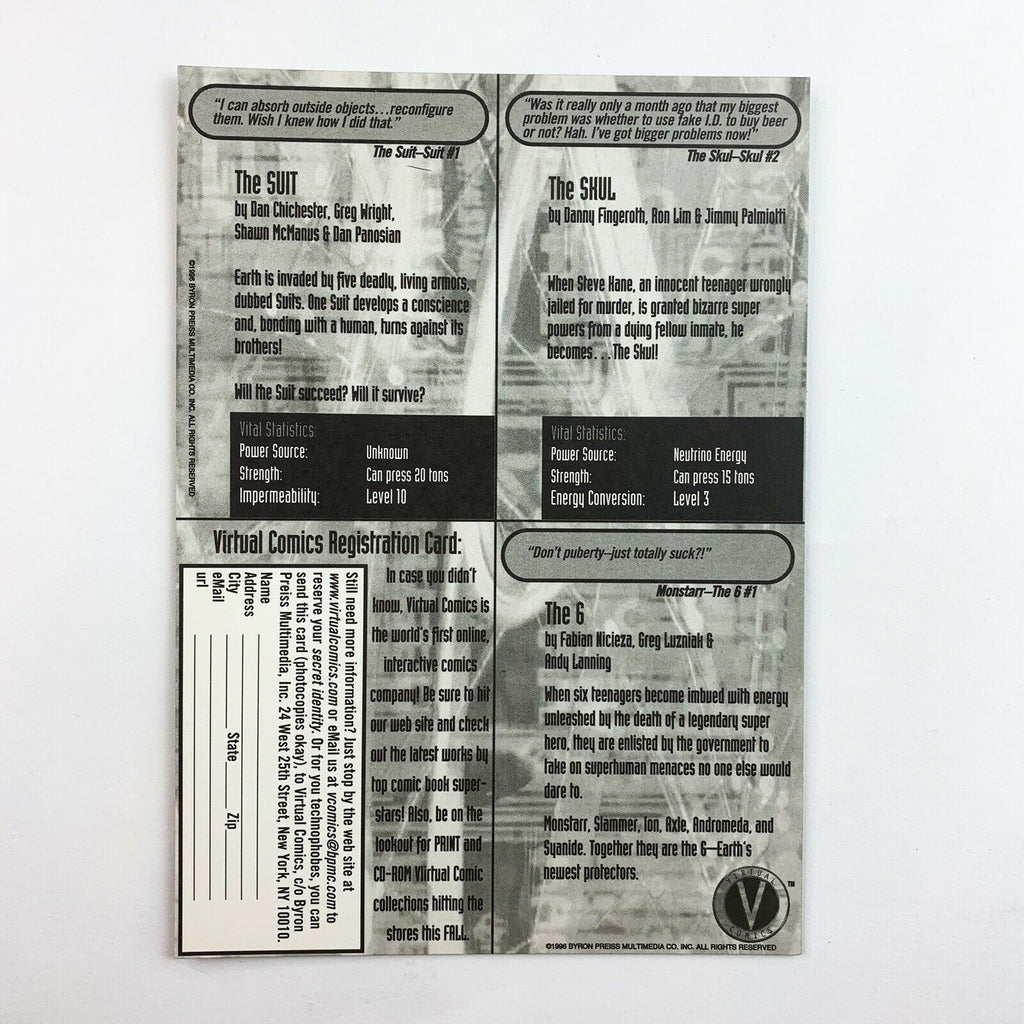 "I can absorb outside objects...reconfigure
them. Wish I knew how I did that."
The Suit–Suit #1
The SUIT
by Dan Chichester, Greg Wright,
Shawn McManus & Dan Panosian
Earth is invaded by five deadly, living armors,
dubbed Suits. One Suit develops a conscience
and, bonding with a human, turns against its
brothers!
Will the Suit succeed? Will it survive?
Vital Statistics:
Power Source: Unknown
Strength: Can press 20 tons
Impermeability: Level 10
©1996 BYRON PREISS MULTIMEDIA CO. INC. ALL RIGHTS RESERVED
"Was it really only a month ago that my biggest
problem was whether to use fake I.D. to buy beer
or not? Hah. I've got bigger problems now!"
The Skul–Skul #2
The SKUL
by Danny Fingeroth, Ron Lim & Jimmy Palmiotti
When Steve Kane, an innocent teenager wrongly
jailed for murder, is granted bizarre super
powers from a dying fellow inmate, he
becomes...The Skul!
Vital Statistics:
Power Source: Neutrino Energy
Strength: Can press 15 tons
Energy Conversion: Level 3
Virtual Comics Registration Card:
In case you didn't
know, Virtual Comics is
the world's first online,
interactive comics
company! Be sure to hit
our web site and check
out the latest works by
top comic book super-
stars! Also, be on the
lookout for PRINT and
CD-ROM VIirtual Comic
collections hitting the
stores this FALL.
Still need more information? Just stop by the web site at
www.virtualcomics.com or eMail us at vcomics@bpmc.com to
reserve your secret identify. Or for you technophobes, you can
send this card (photocopies okay), to Virtual Comics, c/o Byron
Preiss Multimedia, Inc. 24 West 25th Street, New York, NY 10010.
Name
Address
City State Zip
eMail
url
"Don't puberty–just totally suck?!"
Monstarr–The 6 #1
The 6
by Fabian Nicieza, Greg Luzniak &
Andy Lanning
When six teenagers become imbued with energy
unleashed by the death of a legendary super
hero, they are enlisted by the government to
take on superhuman menaces no one else would
dare to.
Monstarr, Slammer, Ion, Axle, Andromeda, and
Syanide. Together they are the 6—Earth's
newest protectors.
VIRTUAL
V
COMICS
™
©1996 BYRON PREISS MULTIMEDIA CO. INC. ALL RIGHTS RESERVED